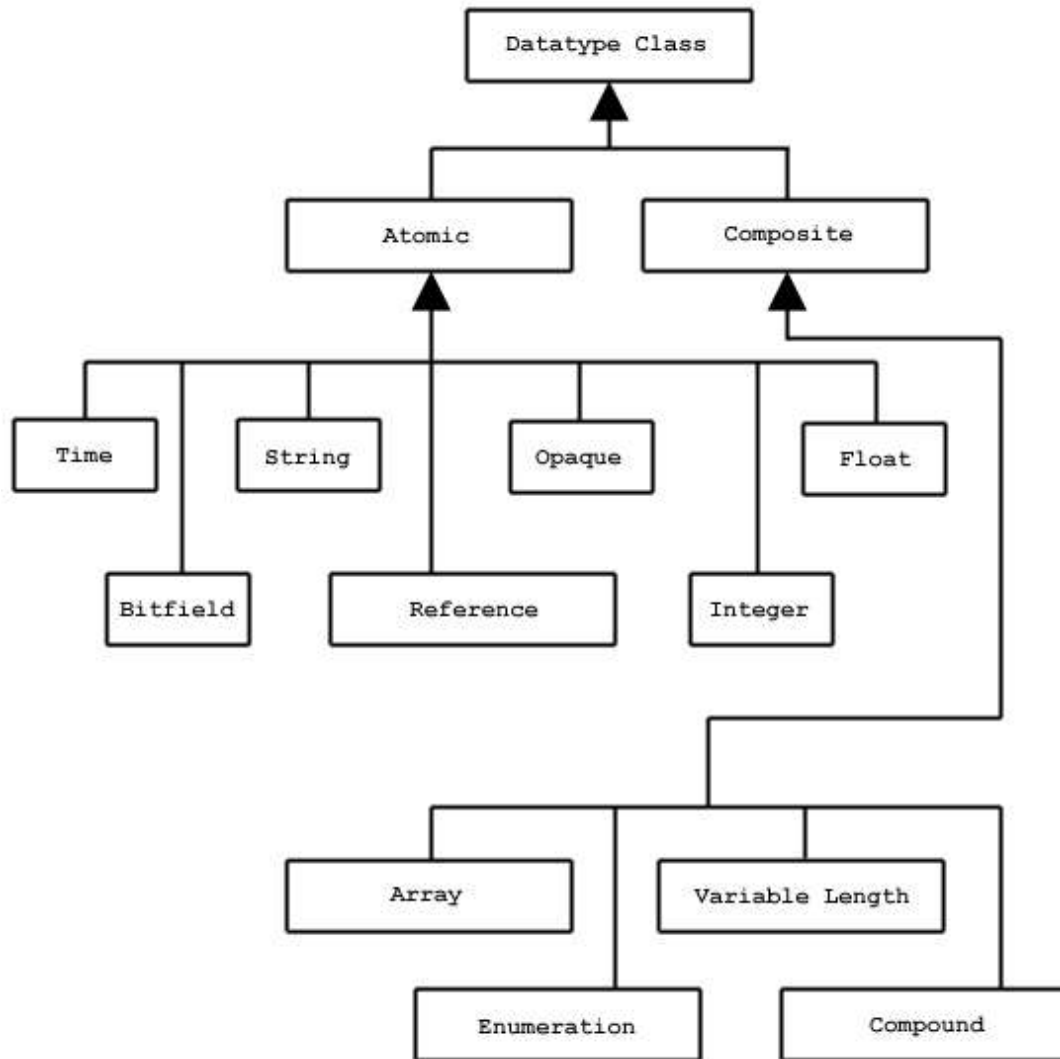 Datatype Class
Atomic
Composite
Time
String
Opaque
Float
Bitfield
Reference
Integer
Array
Variable Length
Enumeration
Compound